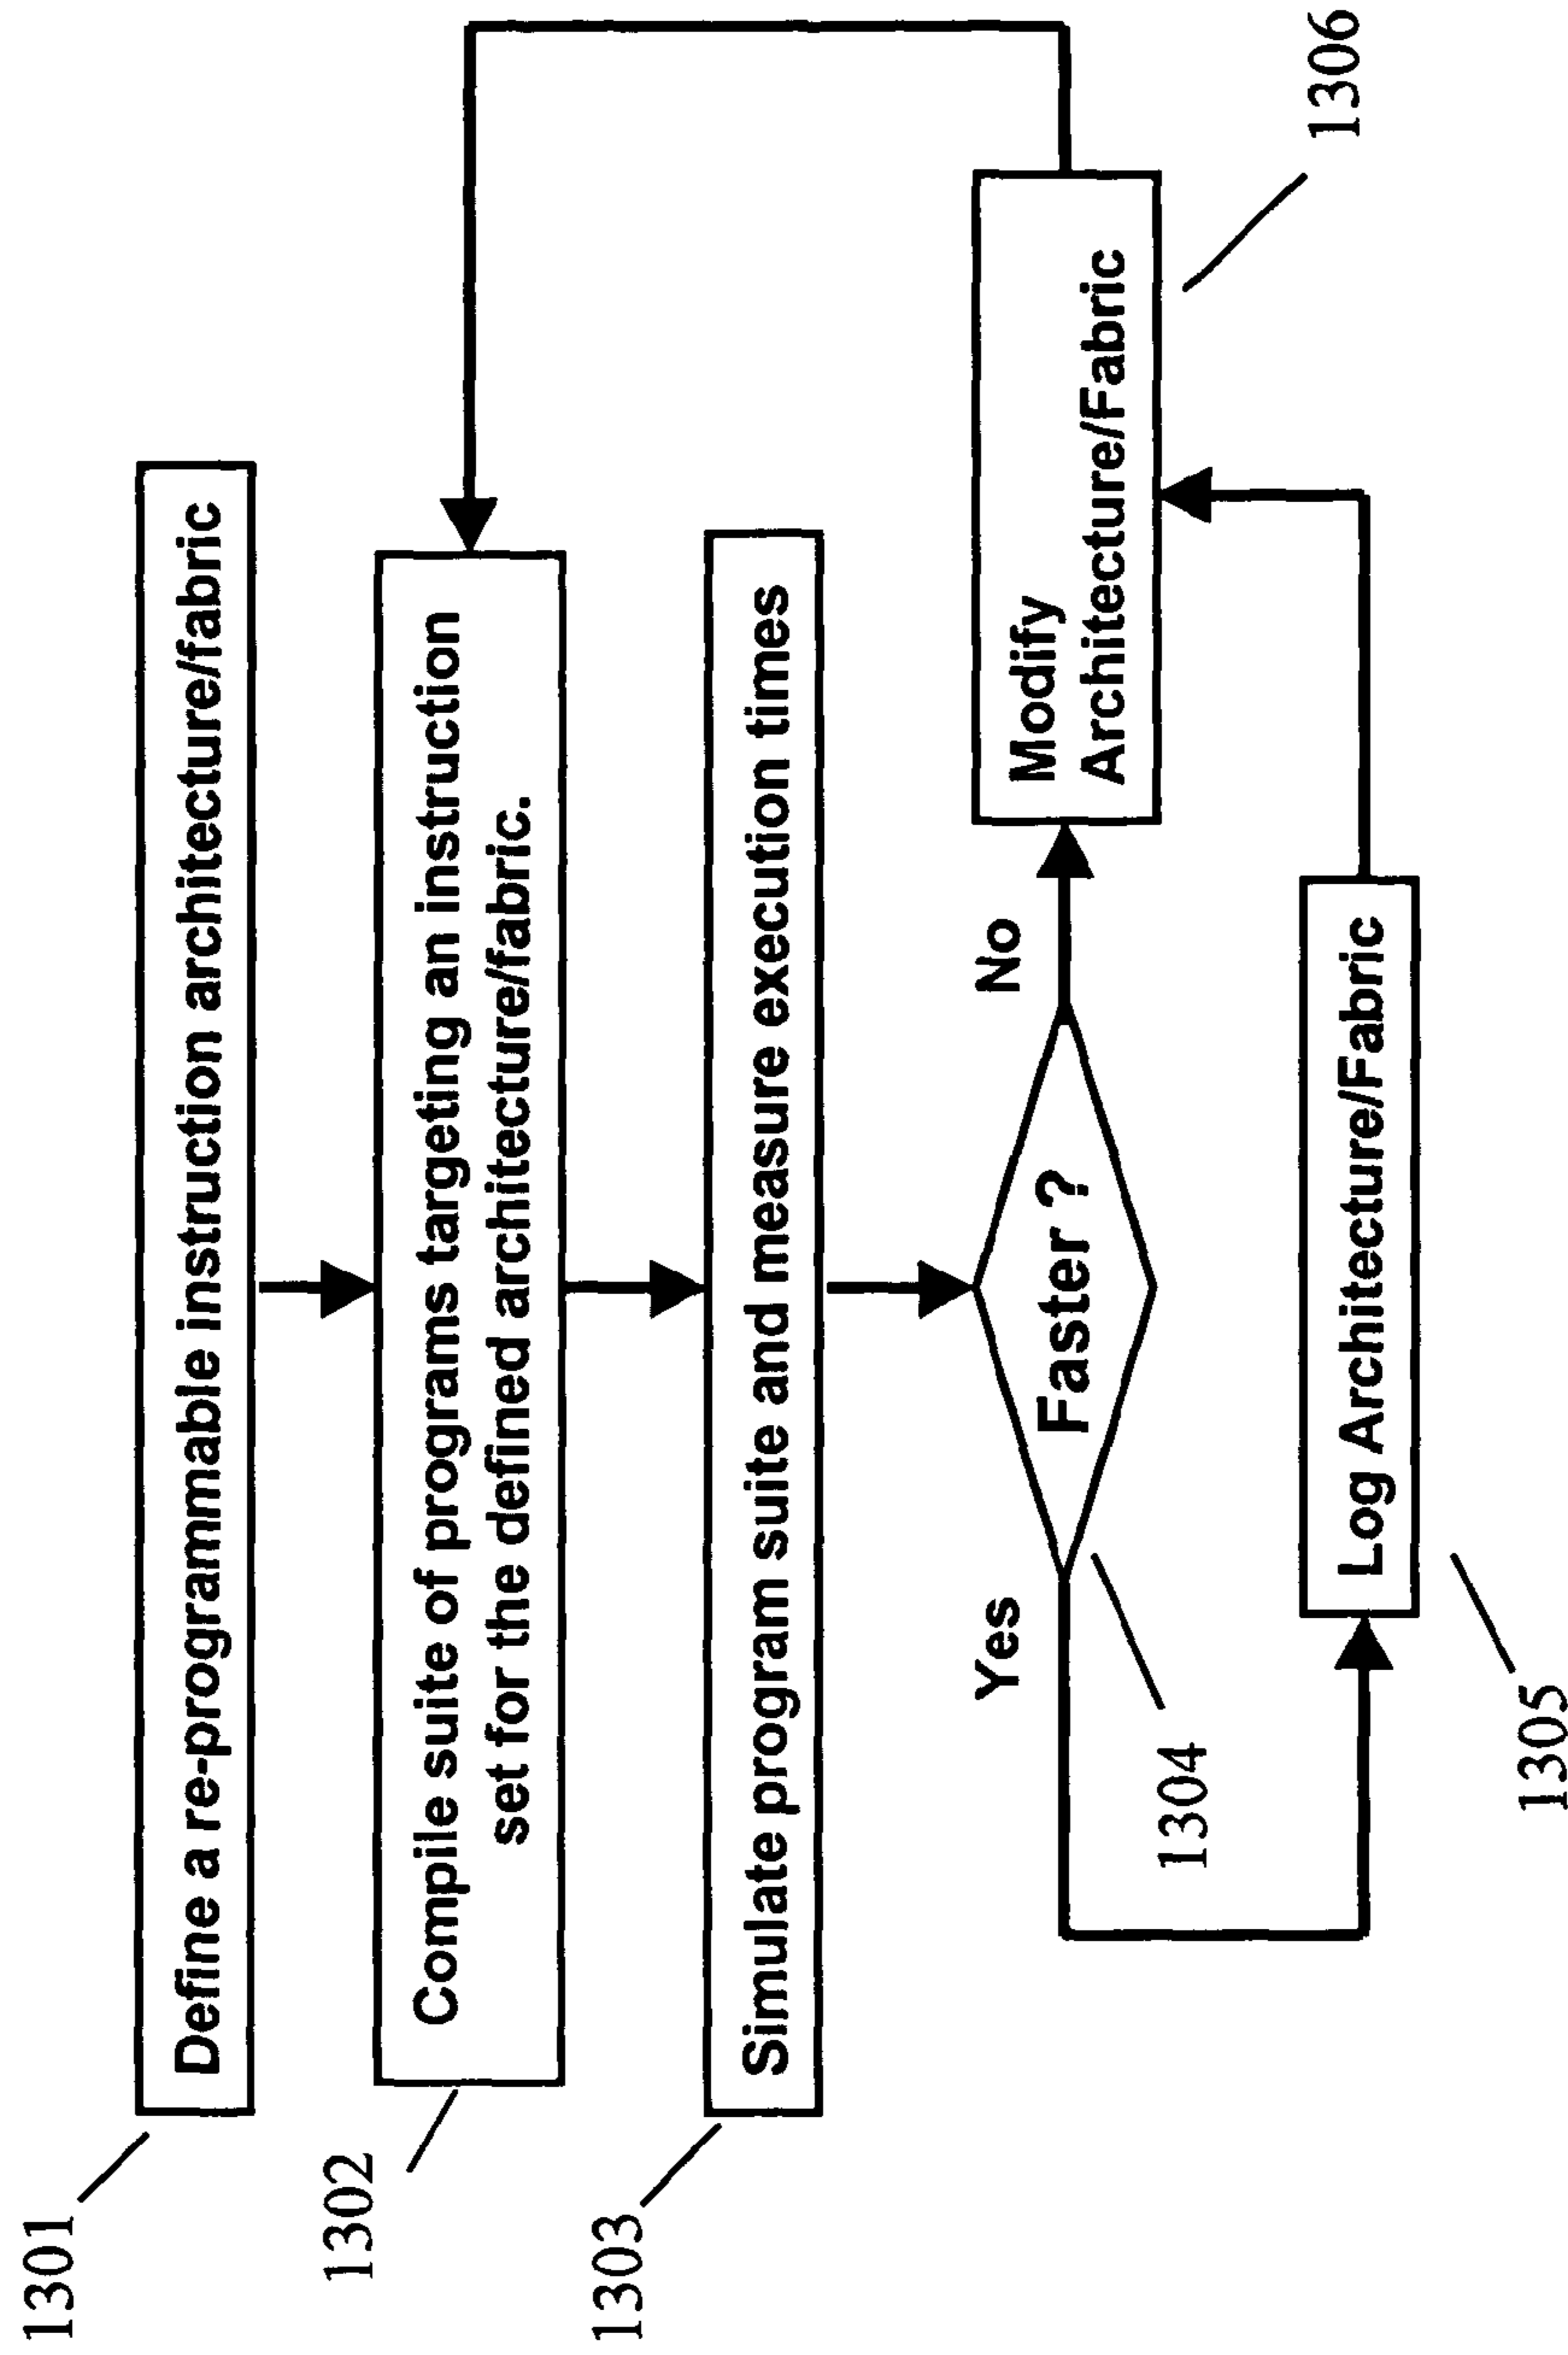 1301
Define a re-programmable instruction architecture/fabric
1302
Compile suite of programs targeting an instruction
set for the defined architecture/fabric.
1303
Simulate program suite and measure execution times
Yes
Faster ?
No
1304
Modify
Architecture/Fabric
1306
Log Architecture/Fabric
1305